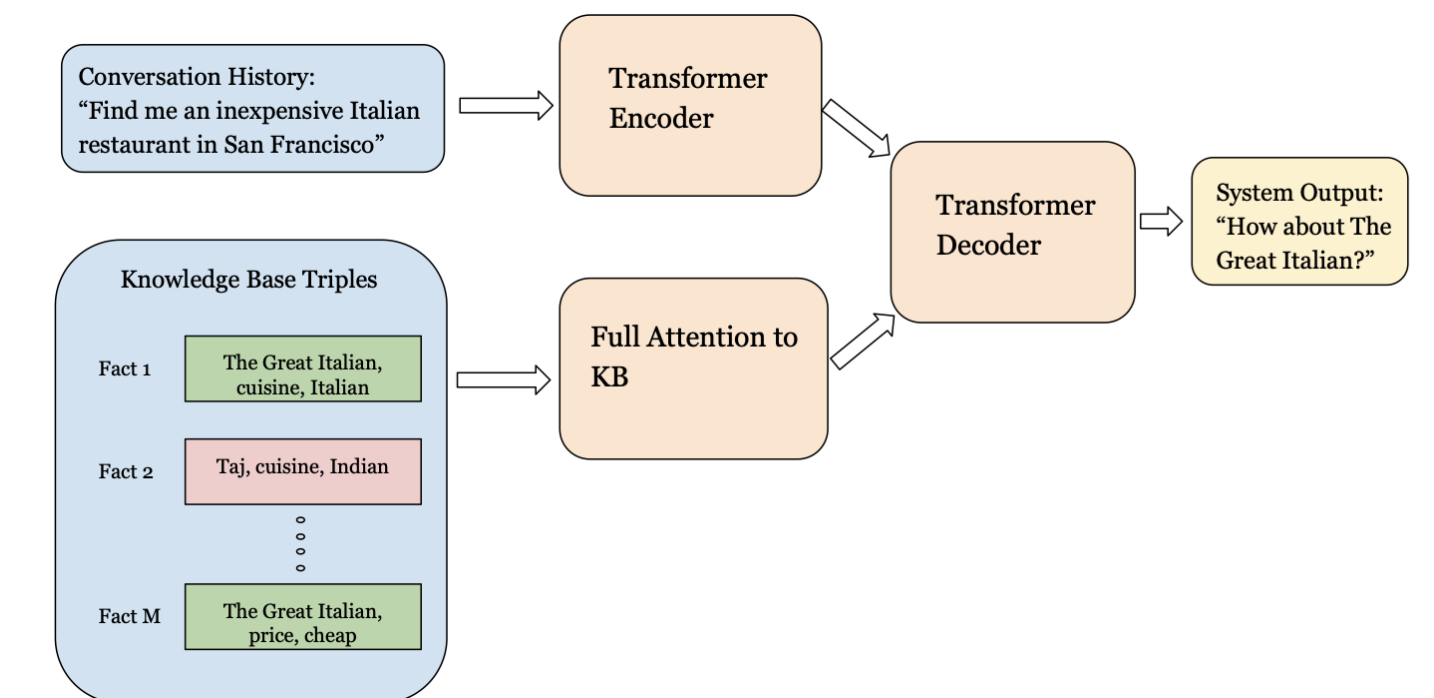 Conversation History:
“Find me an inexpensive Italian
restaurant in San Francisco”
Transformer
Encoder
Transformer
Decoder
System Output:
“How about The
Great Italian?”
Knowledge Base Triples
Fact 1
The Great Italian,
cuisine, Italian
Fact 2
Taj, cuisine, Indian
Fact M
The Great Italian,
price, cheap
Full Attention to
KB